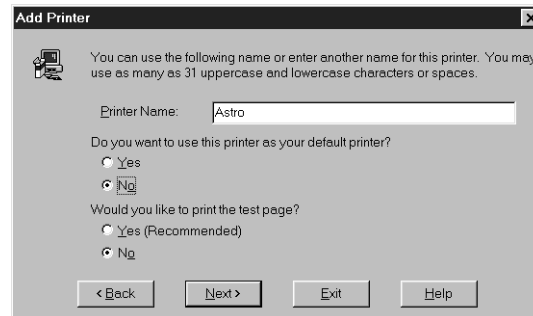 Add Printer
You can use the following name or enter another name for this printer. You may
use as many as 31 uppercase and lowercase characters or spaces.
Printer Name: Astro
Do you want to use this printer as your default printer?
Yes
No
Would you like to print the test page?
Yes (Recommended)
No
< Back Next > Exit Help